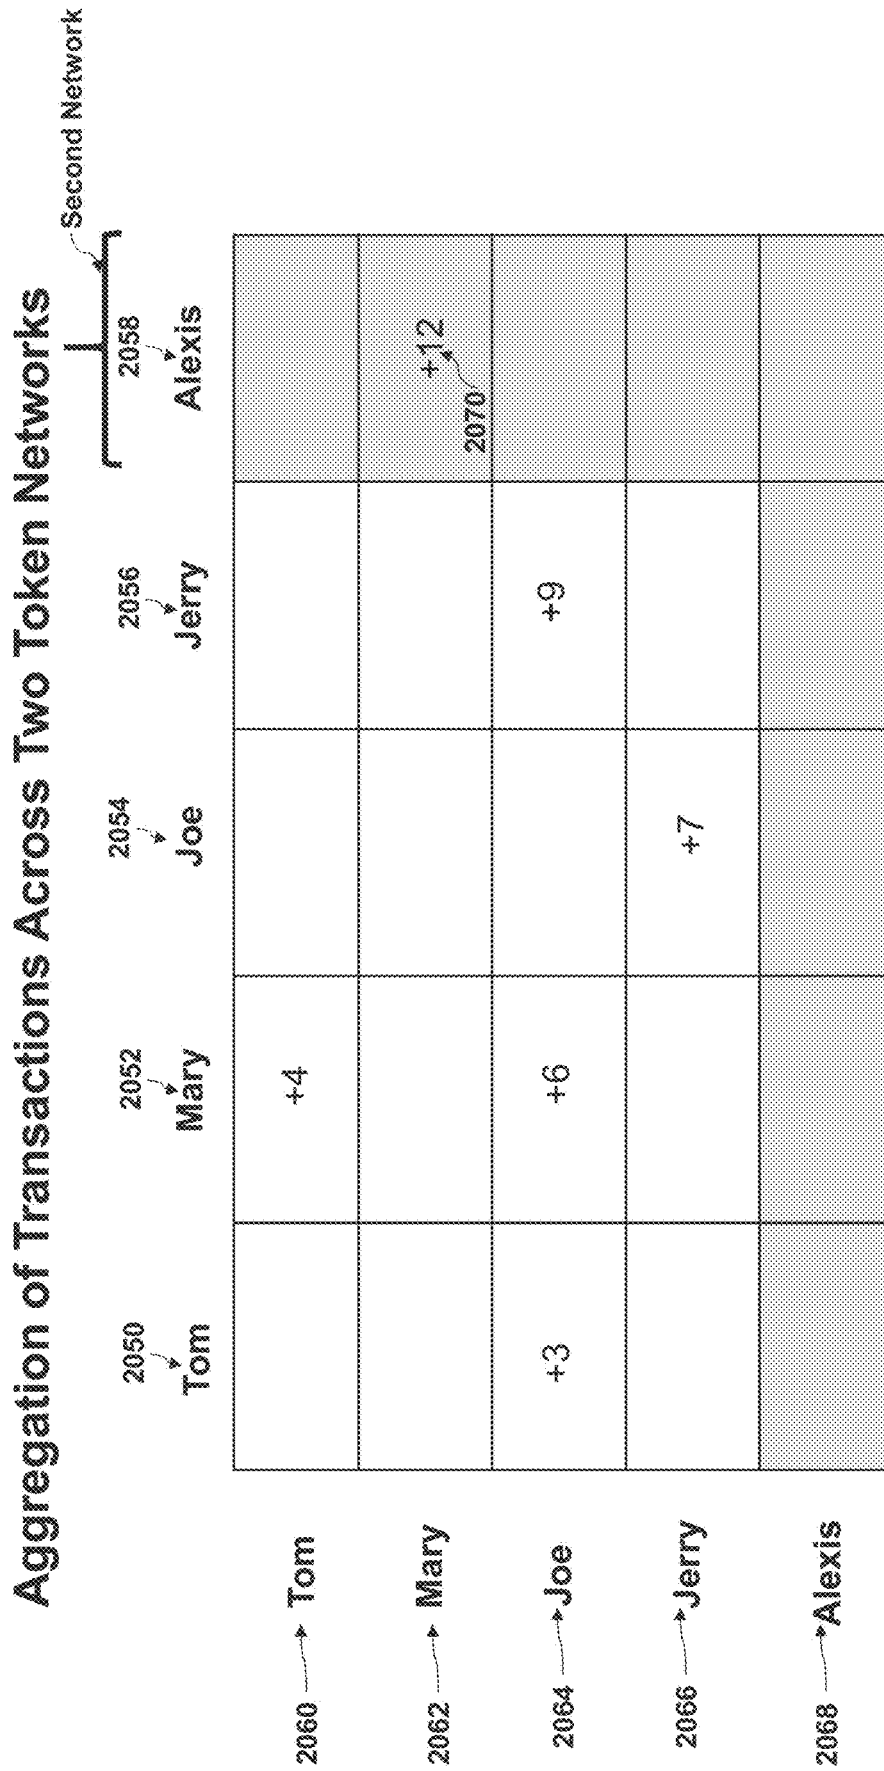 Aggregation of Transactions Across Two Token Networks
Second Network
2050 2052 2054 2056 2058
Tom Mary Joe Jerry Alexis
2060 Tom +4
2062 Mary +12
2070
2064 Joe +3 +6 +9
2066 Jerry +7
2068 Alexis